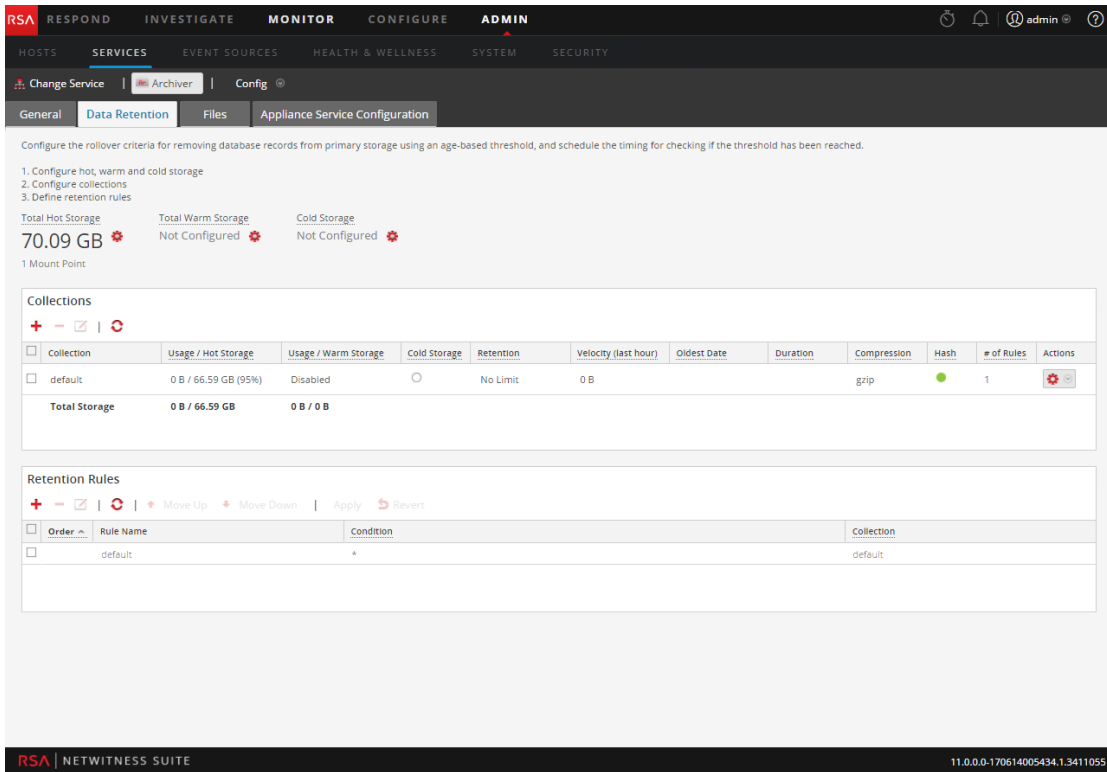 RSA RESPOND INVESTIGATE MONITOR CONFIGURE ADMIN admin
HOSTS SERVICES EVENT SOURCES HEALTH & WELLNESS SYSTEM SECURITY
Change Service | Archiver | Config
General Data Retention Files Appliance Service Configuration
Configure the rollover criteria for removing database records from primary storage using an age-based threshold, and schedule the timing for checking if the threshold has been reached.
1. Configure hot, warm and cold storage
2. Configure collections
3. Define retention rules
Total Hot Storage Total Warm Storage Cold Storage
70.09 GB Not Configured Not Configured
1 Mount Point
Collections
Collection Usage / Hot Storage Usage / Warm Storage Cold Storage Retention Velocity (last hour) Oldest Date Duration Compression Hash # of Rules Actions
default 0 B / 66.59 GB (95%) Disabled No Limit 0 B gzip 1
Total Storage 0 B / 66.59 GB 0 B / 0 B
Retention Rules
Move Up Move Down | Apply Revert
Order Rule Name Condition Collection
default * default
RSA | NETWITNESS SUITE 11.0.0.0-170614005434.1.3411055